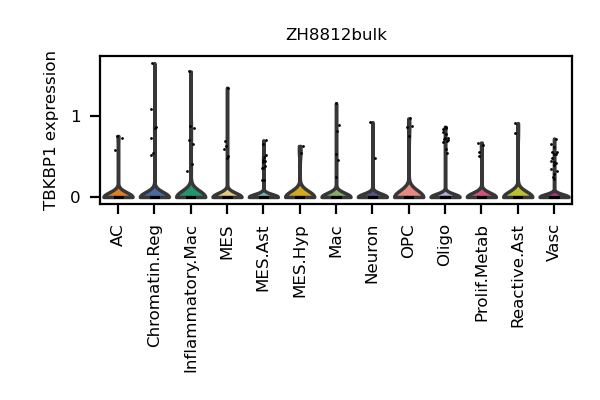 ZH8812bulk
TBKBP1 expression
1
0
AC
Chromatin.Reg
Inflammatory.Mac
MES
MES.Ast
MES.Hyp
Mac
Neuron
OPC
Oligo
Prolif.Metab
Reactive.Ast
Vasc